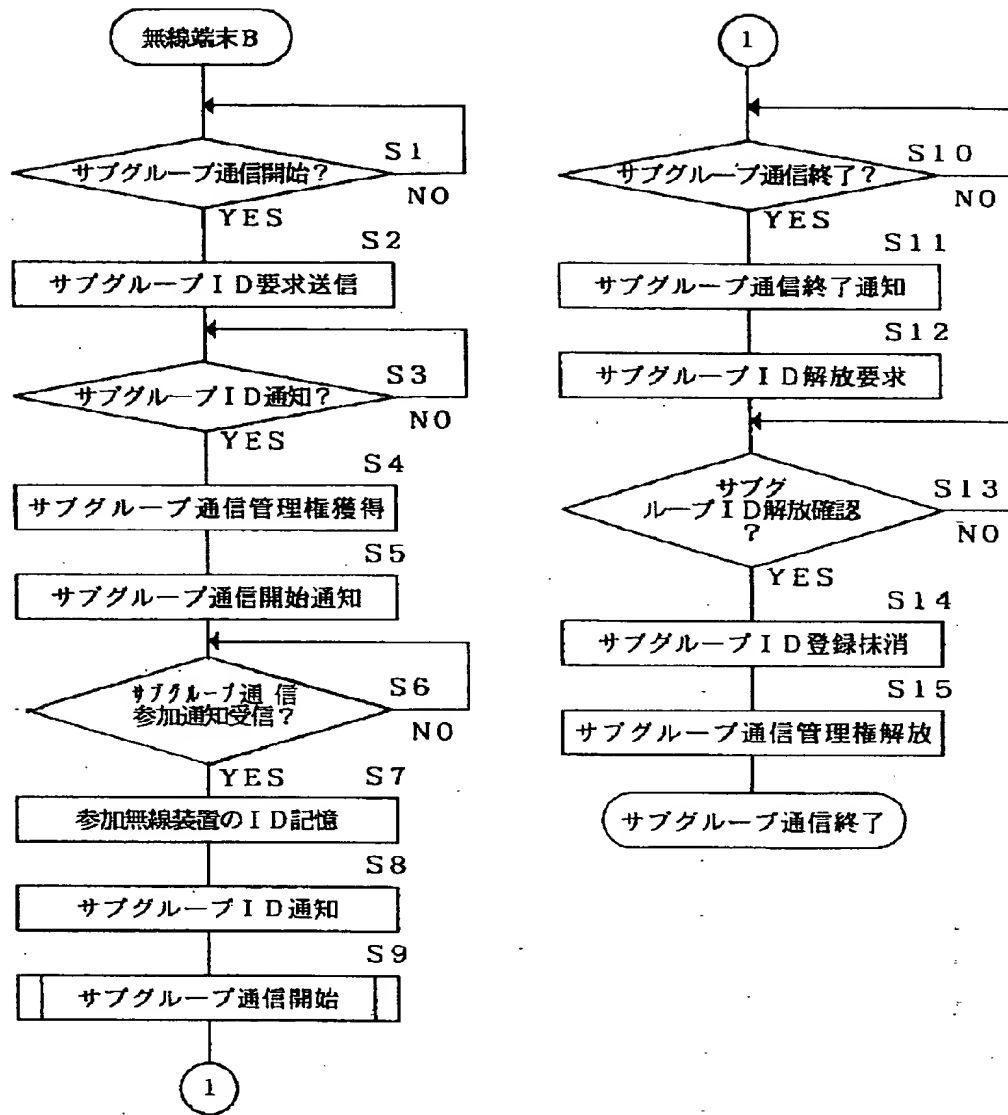 無線端末B
サブグループ通信開始?
S1
NO
YES
S2
サブグループID要求送信
サブグループID通知?
S3
NO
YES
S4
サブグループ通信管理権獲得
S5
サブグループ通信開始通知
サブグループ通信
参加通知受信?
S6
NO
YES
S7
参加無線装置のID記憶
S8
サブグループID通知
S9
サブグループ通信開始
1
1
サブグループ通信終了?
S10
NO
YES
S11
サブグループ通信終了通知
S12
サブグループID解放要求
サブグ
ループID解放確認
?
S13
NO
YES
S14
サブグループID登録抹消
S15
サブグループ通信管理権解放
サブグループ通信終了